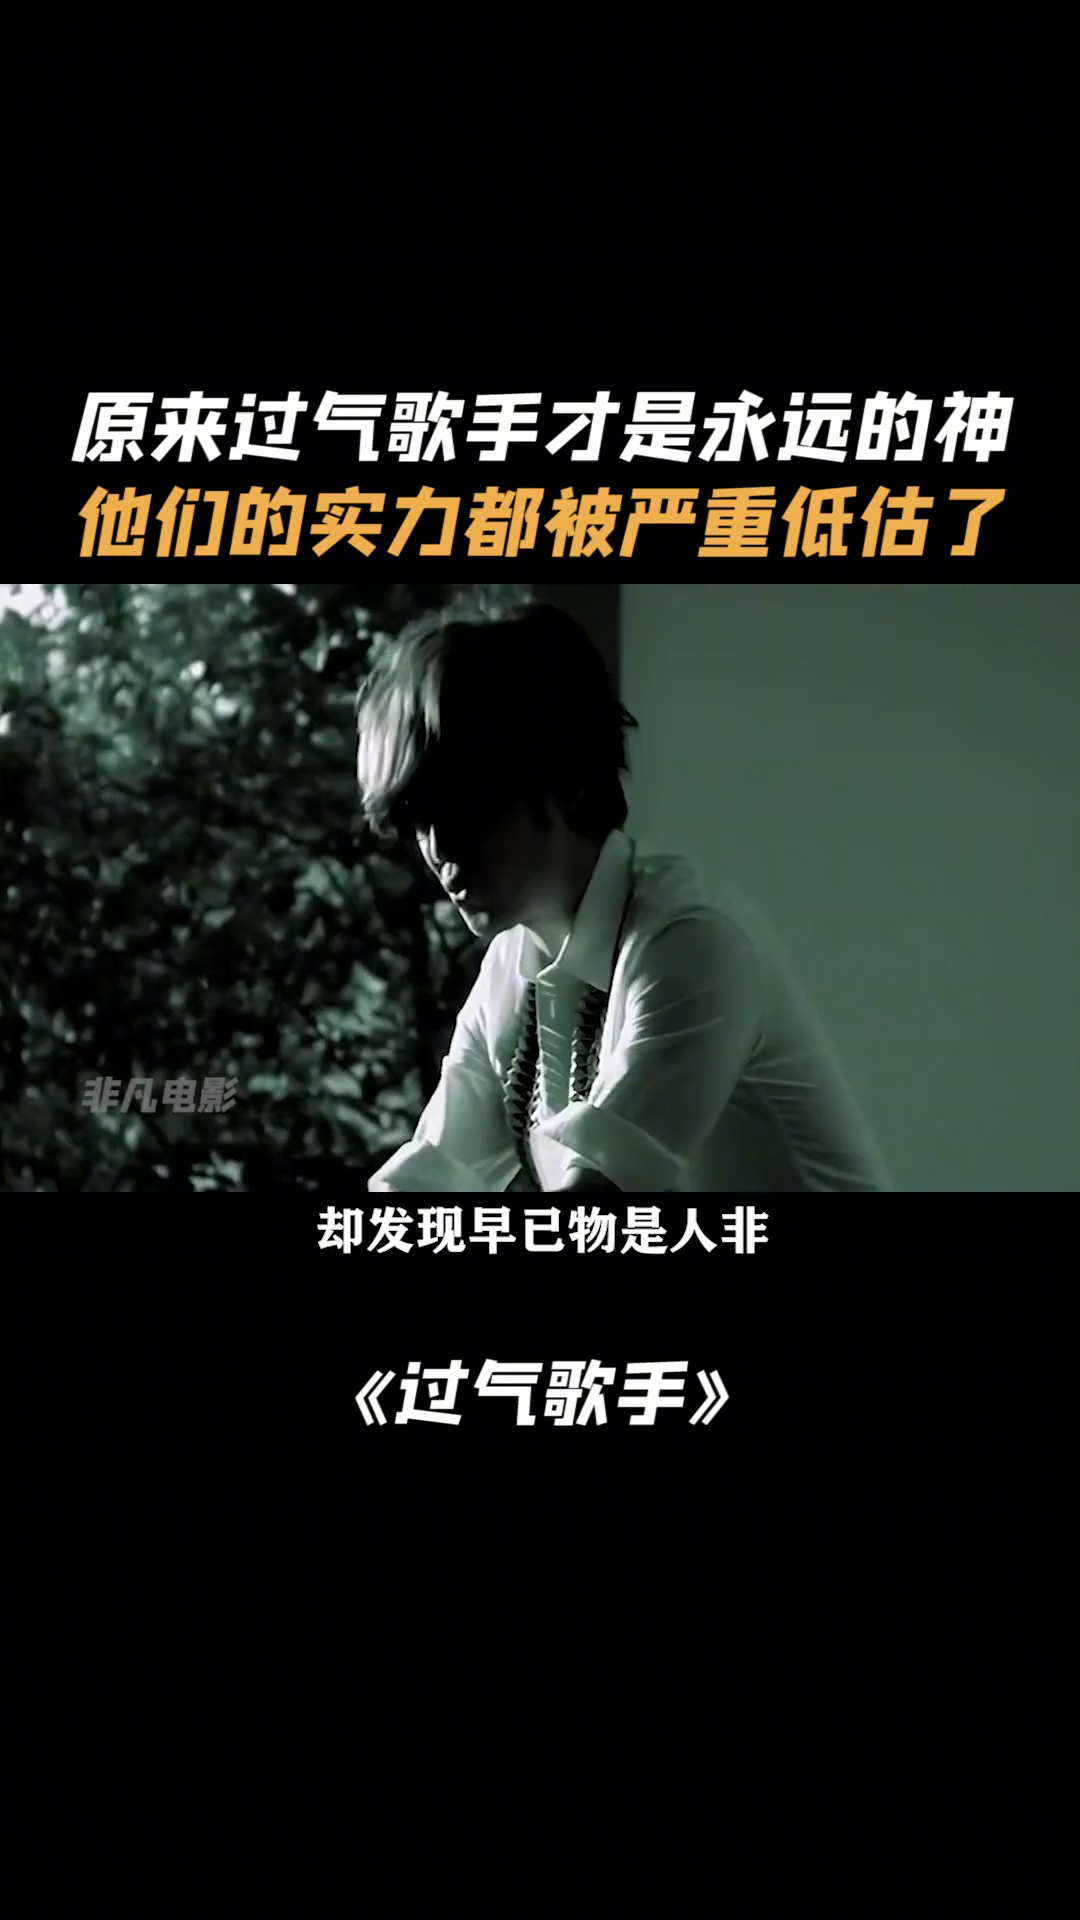 原来过气歌手才是永远的神
他们的实力都被严重低估了
非凡电影
却发现早已物是人非
《过气歌手》